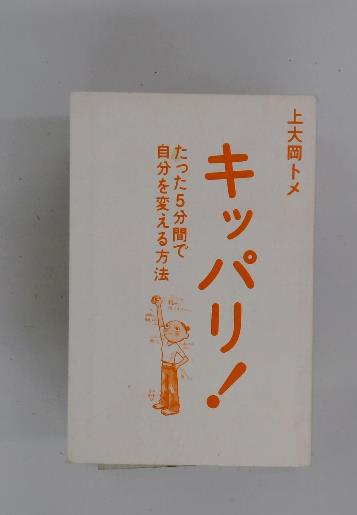 上大岡トメ
キッパリ！
たった5分間で
自分を変える方法